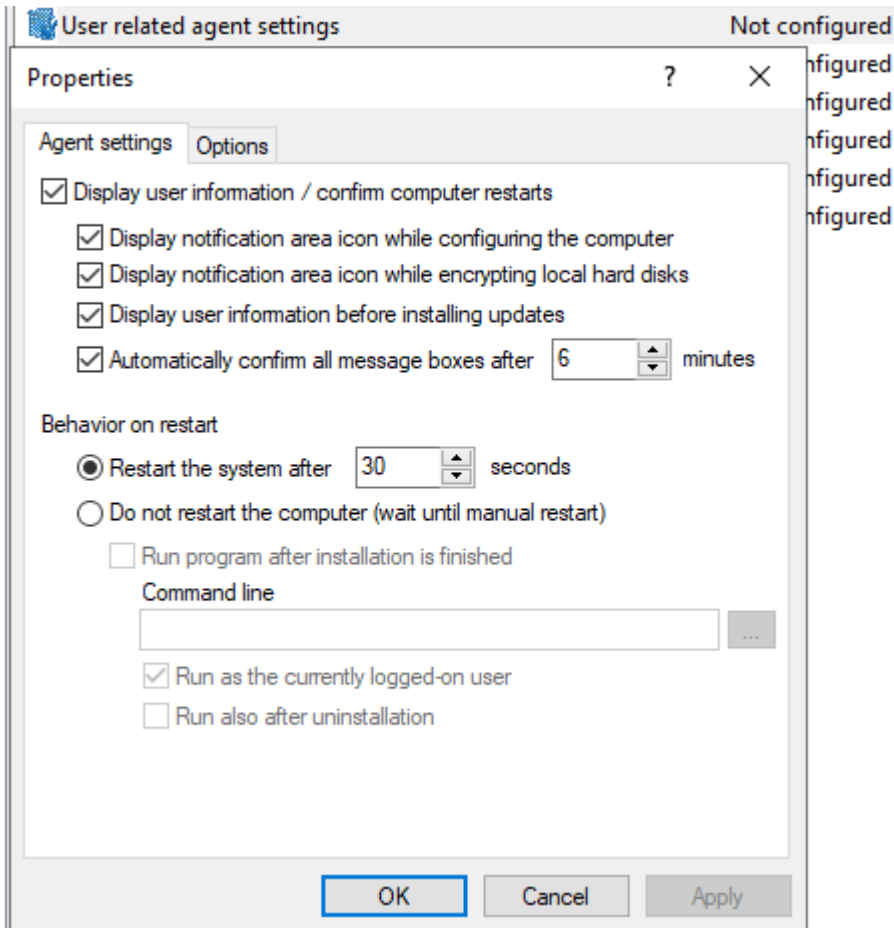 User related agent settings Not configured
Properties ? nfigured
nfigured
Agent settings Options nfigured
Display user information / confirm computer restarts nfigured
Display notification area icon while configuring the computer nfigured
Display notification area icon while encrypting local hard disks
Display user information before installing updates
Automatically confirm all message boxes after 6 minutes
Behavior on restart
Restart the system after 30 seconds
Do not restart the computer (wait until manual restart)
Run program after installation is finished
Command line
...
Run as the currently logged-on user
Run also after uninstallation
OK Cancel Apply